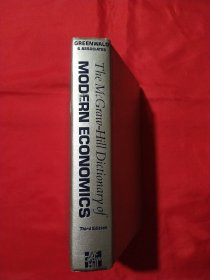 GREENWALD
& ASSOCIATES
The McGraw-Hill Dictionary of
MODERN ECONOMICS
Third Edition